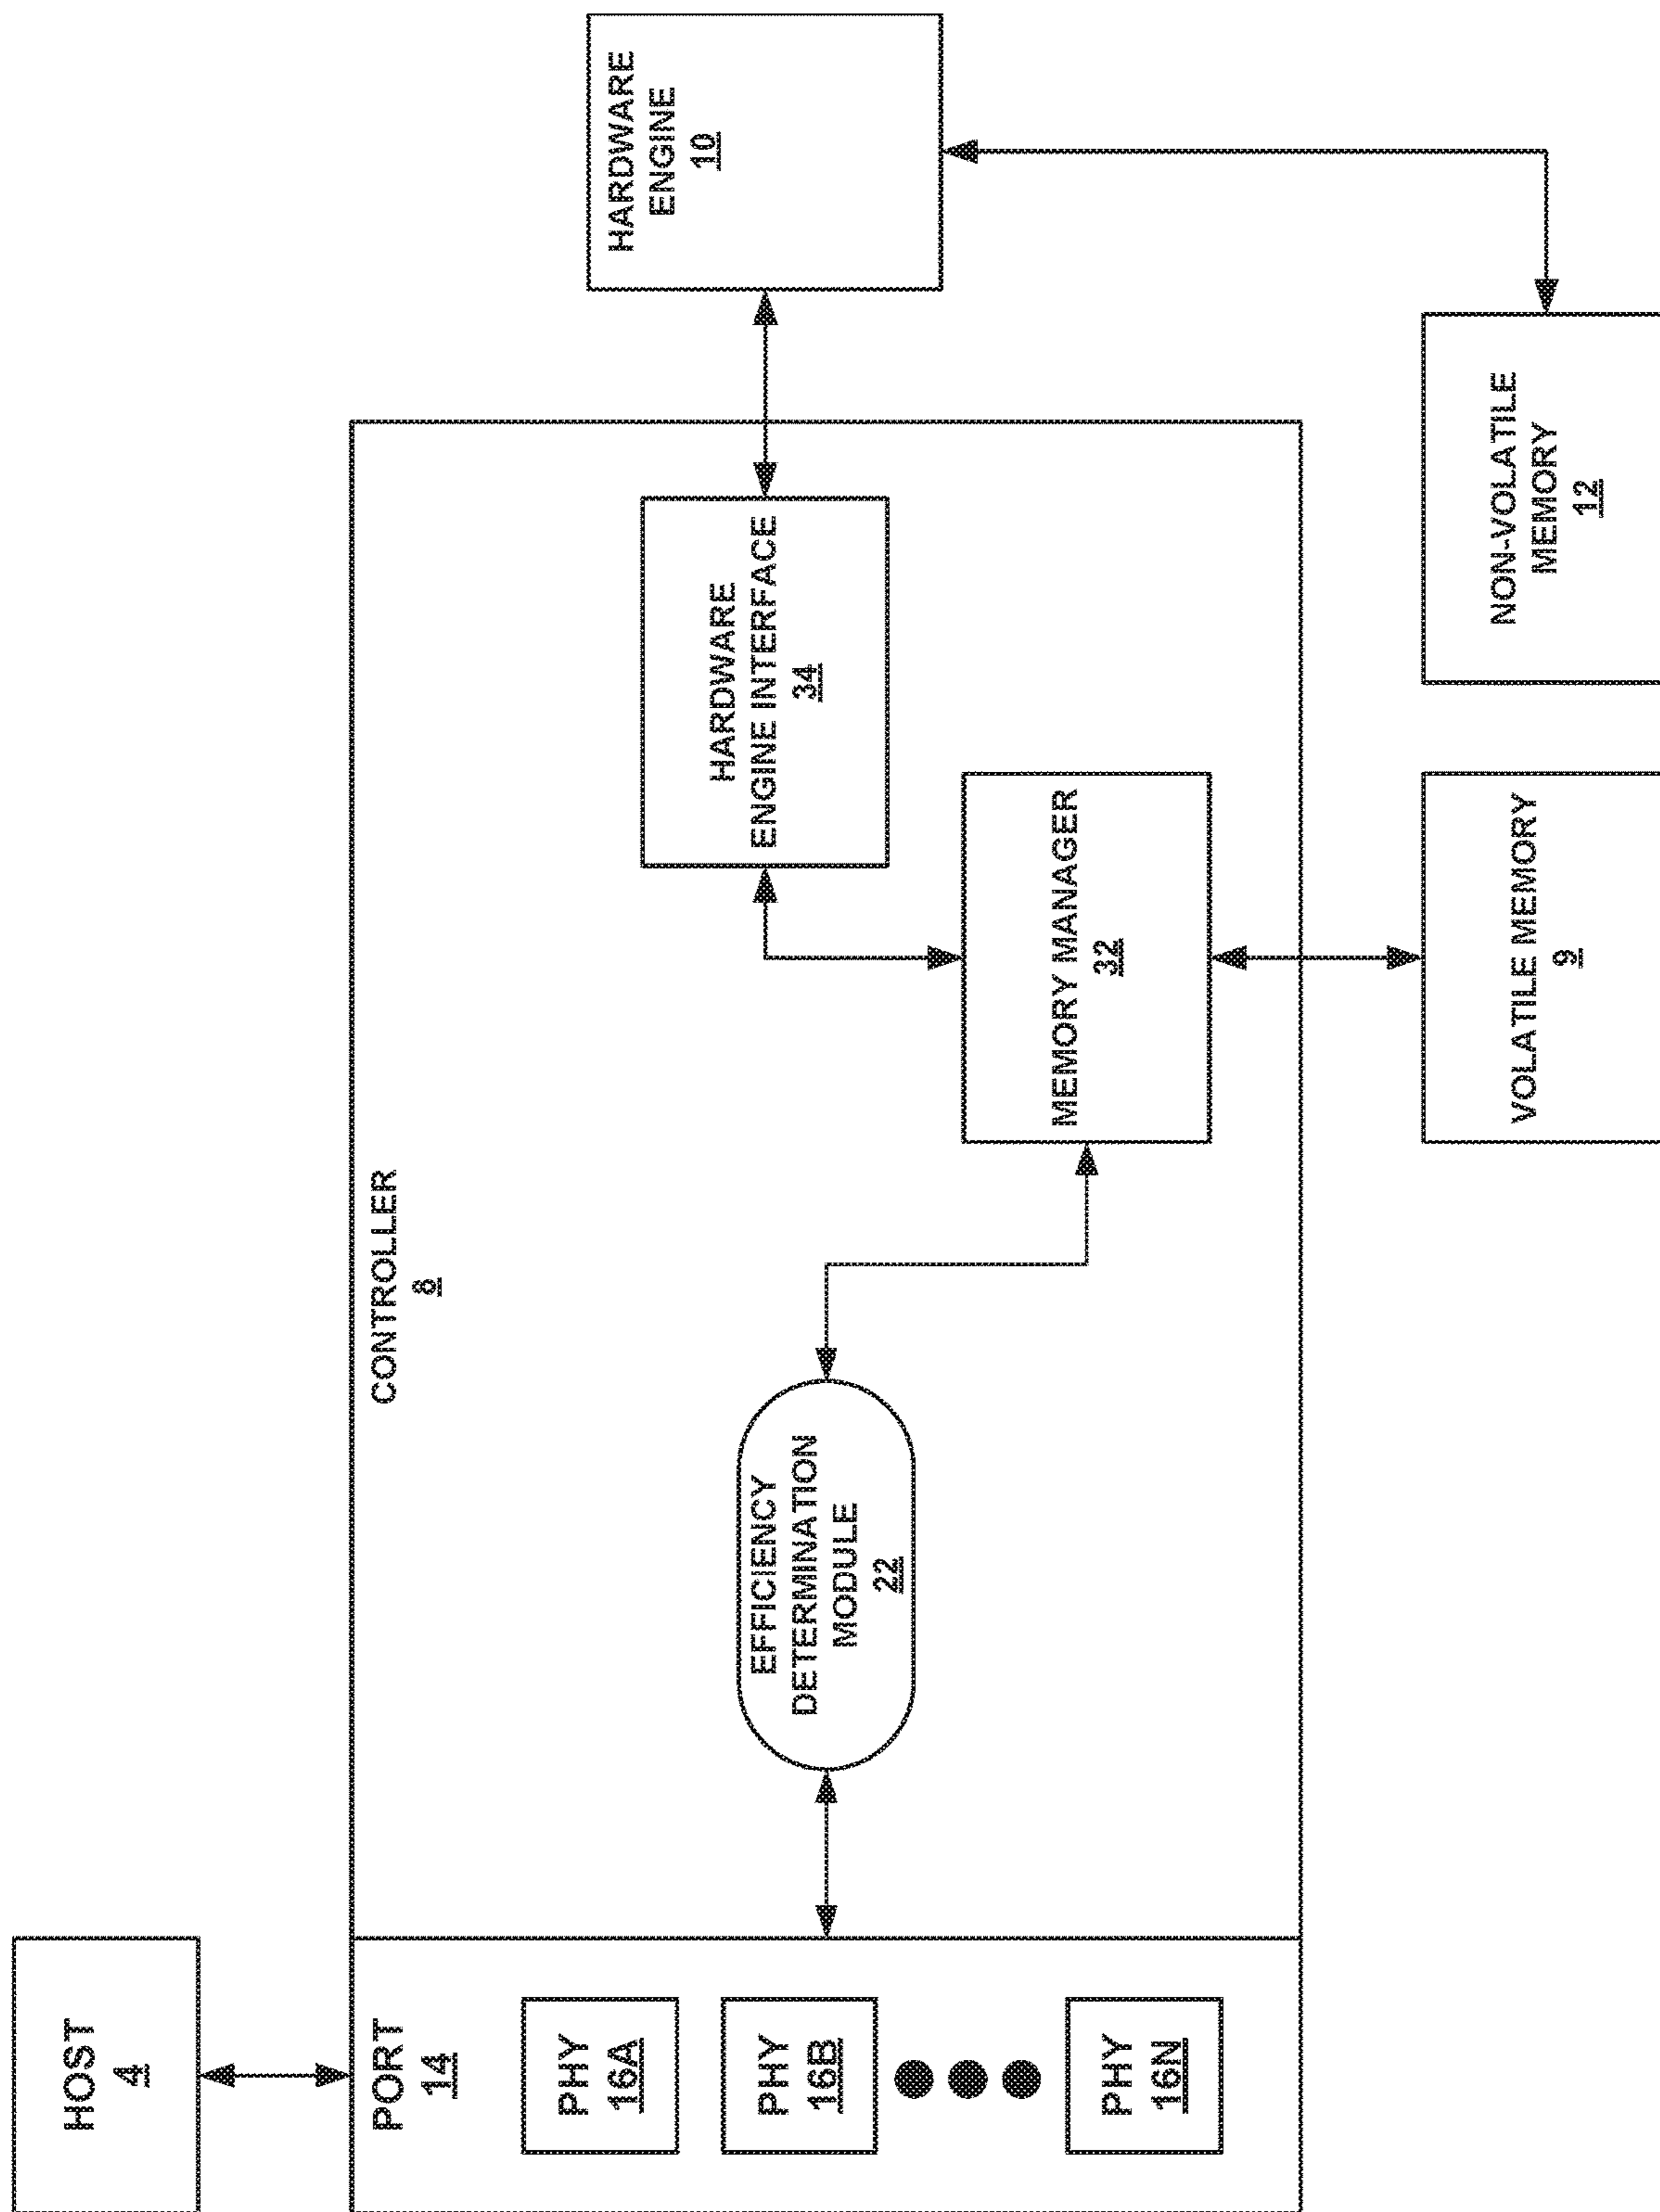 HOST
4
PORT
14
PHY
16A
PHY
16B
PHY
16N
CONTROLLER
8
EFFICIENCY
DETERMINATION
MODULE
22
MEMORY MANAGER
32
HARDWARE
ENGINE INTERFACE
34
HARDWARE
ENGINE
10
VOLATILE MEMORY
9
NON-VOLATILE
MEMORY
12